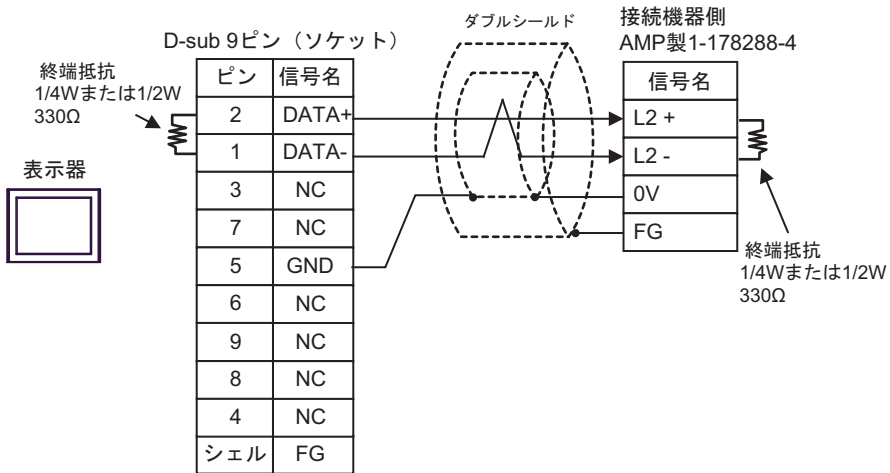 ダブルシールド
接続機器側
AMP製1-178288-4
D-sub 9ピン（ソケット）
終端抵抗
1/4Wまたは1/2W
330Ω
表示器
ピン 信号名
2 DATA+
1 DATA-
3 NC
7 NC
5 GND
6 NC
9 NC
8 NC
4 NC
シェル FG
信号名
L2 +
L2 -
0V
FG
終端抵抗
1/4Wまたは1/2W
330Ω